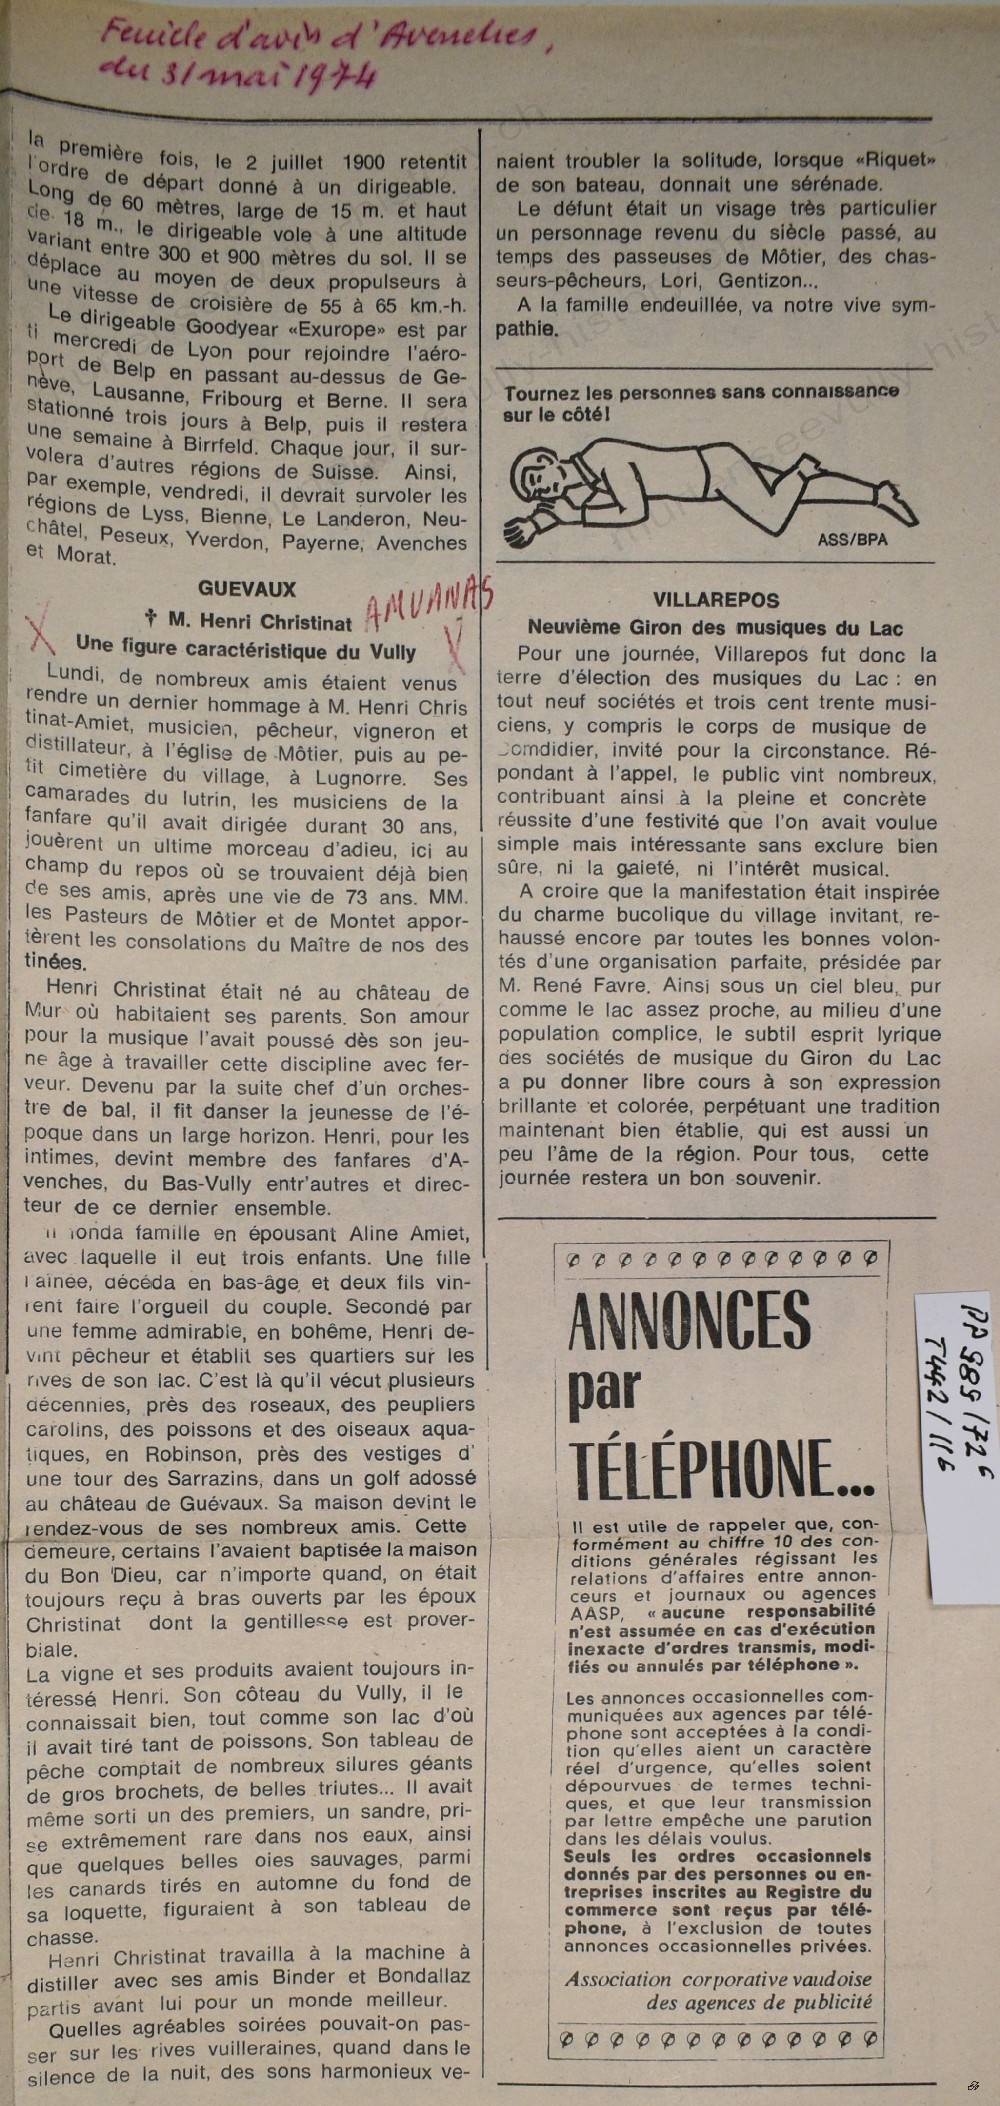 Feuille d'avis d'Avenches,
du 31 mai 1974
la première fois, le 2 juillet 1900 retentit
l'ordre de départ donné à un dirigeable.
Long de 60 mètres, large de 15 m. et haut
de 18 m., le dirigeable vole à une altitude
variant entre 300 et 900 mètres du sol. Il se
déplace au moyen de deux propulseurs à
une vitesse de croisière de 55 à 65 km.-h.
Le dirigeable Goodyear «Exurope» est par
ti mercredi de Lyon pour rejoindre l'aéro-
port de Belp en passant au-dessus de Ge-
nève, Lausanne, Fribourg et Berne. Il sera
stationné trois jours à Belp, puis il restera
une semaine à Birrfeld. Chaque jour, il sur-
volera d'autres régions de Suisse. Ainsi,
par exemple, vendredi, il devrait survoler les
régions de Lyss, Bienne, Le Landeron, Neu-
châtel, Peseux, Yverdon, Payerne, Avenches
et Morat.
GUEVAUX
† M. Henri Christinat AMUANAS
Une figure caractéristique du Vully
Lundi, de nombreux amis étaient venus
rendre un dernier hommage à M. Henri Chris
tinat-Amiet, musicien, pêcheur, vigneron et
distillateur, à l'église de Môtier, puis au pe-
tit cimetière du village, à Lugnorre. Ses
camarades du lutrin, les musiciens de la
fanfare qu'il avait dirigée durant 30 ans,
jouèrent un ultime morceau d'adieu, ici au
champ du repos où se trouvaient déjà bien
de ses amis, après une vie de 73 ans. MM.
les Pasteurs de Môtier et de Montet appor-
tèrent les consolations du Maître de nos des
tinées.
Henri Christinat était né au château de
Mur où habitaient ses parents. Son amour
pour la musique l'avait poussé dès son jeu-
ne âge à travailler cette discipline avec fer-
veur. Devenu par la suite chef d'un orches-
tre de bal, il fit danser la jeunesse de l'é-
poque dans un large horizon. Henri, pour les
intimes, devint membre des fanfares d'A-
venches, du Bas-Vully entr'autres et direc-
teur de ce dernier ensemble.
Il fonda famille en épousant Aline Amiet,
avec laquelle il eut trois enfants. Une fille
l'aînée, décéda en bas-âge et deux fils vin-
rent faire l'orgueil du couple. Secondé par
une femme admirable, en bohême, Henri de-
vint pêcheur et établit ses quartiers sur les
rives de son lac. C'est là qu'il vécut plusieurs
décennies, près des roseaux, des peupliers
carolins, des poissons et des oiseaux aqua-
tiques, en Robinson, près des vestiges d'
une tour des Sarrazins, dans un golf adossé
au château de Guévaux. Sa maison devint le
rendez-vous de ses nombreux amis. Cette
demeure, certains l'avaient baptisée la maison
du Bon Dieu, car n'importe quand, on était
toujours reçu à bras ouverts par les époux
Christinat dont la gentillesse est prover-
biale.
La vigne et ses produits avaient toujours in-
téressé Henri. Son côteau du Vully, il le
connaissait bien, tout comme son lac d'où
il avait tiré tant de poissons. Son tableau de
pêche comptait de nombreux silures géants
de gros brochets, de belles triutes... Il avait
même sorti un des premiers, un sandre, pri-
se extrêmement rare dans nos eaux, ainsi
que quelques belles oies sauvages, parmi
les canards tirés en automne du fond de
sa loquette, figuraient à son tableau de
chasse.
Henri Christinat travailla à la machine à
distiller avec ses amis Binder et Bondallaz
partis avant lui pour un monde meilleur.
Quelles agréables soirées pouvait-on pas-
ser sur les rives vuilleraines, quand dans le
silence de la nuit, des sons harmonieux ve-
naient troubler la solitude, lorsque «Riquet»
de son bateau, donnait une sérénade.
Le défunt était un visage très particulier
un personnage revenu du siècle passé, au
temps des passeuses de Môtier, des chas-
seurs-pêcheurs, Lori, Gentizon...
A la famille endeuillée, va notre vive sym-
pathie.
Tournez les personnes sans connaissance
sur le côté!
ASS/BPA
VILLAREPOS
Neuvième Giron des musiques du Lac
Pour une journée, Villarepos fut donc la
terre d'élection des musiques du Lac : en
tout neuf sociétés et trois cent trente musi-
ciens, y compris le corps de musique de
Domdidier, invité pour la circonstance. Ré-
pondant à l'appel, le public vint nombreux,
contribuant ainsi à la pleine et concrète
réussite d'une festivité que l'on avait voulue
simple mais intéressante sans exclure bien
sûre, ni la gaieté, ni l'intérêt musical.
A croire que la manifestation était inspirée
du charme bucolique du village invitant, re-
haussé encore par toutes les bonnes volon-
tés d'une organisation parfaite, présidée par
M. René Favre. Ainsi sous un ciel bleu, pur
comme le lac assez proche, au milieu d'une
population complice, le subtil esprit lyrique
des sociétés de musique du Giron du Lac
a pu donner libre cours à son expression
brillante et colorée, perpétuant une tradition
maintenant bien établie, qui est aussi un
peu l'âme de la région. Pour tous, cette
journée restera un bon souvenir.
ANNONCES
par
TÉLÉPHONE...
Il est utile de rappeler que, con-
formément au chiffre 10 des con-
ditions générales régissant les
relations d'affaires entre annon-
ceurs et journaux ou agences
AASP, « aucune responsabilité
n'est assumée en cas d'exécution
inexacte d'ordres transmis, modi-
fiés ou annulés par téléphone ».
Les annonces occasionnelles com-
muniquées aux agences par télé-
phone sont acceptées à la condi-
tion qu'elles aient un caractère
réel d'urgence, qu'elles soient
dépourvues de termes techni-
ques, et que leur transmission
par lettre empêche une parution
dans les délais voulus.
Seuls les ordres occasionnels
donnés par des personnes ou en-
treprises inscrites au Registre du
commerce sont reçus par télé-
phone, à l'exclusion de toutes
annonces occasionnelles privées.
Association corporative vaudoise
des agences de publicité
PP 989/726
T442/116